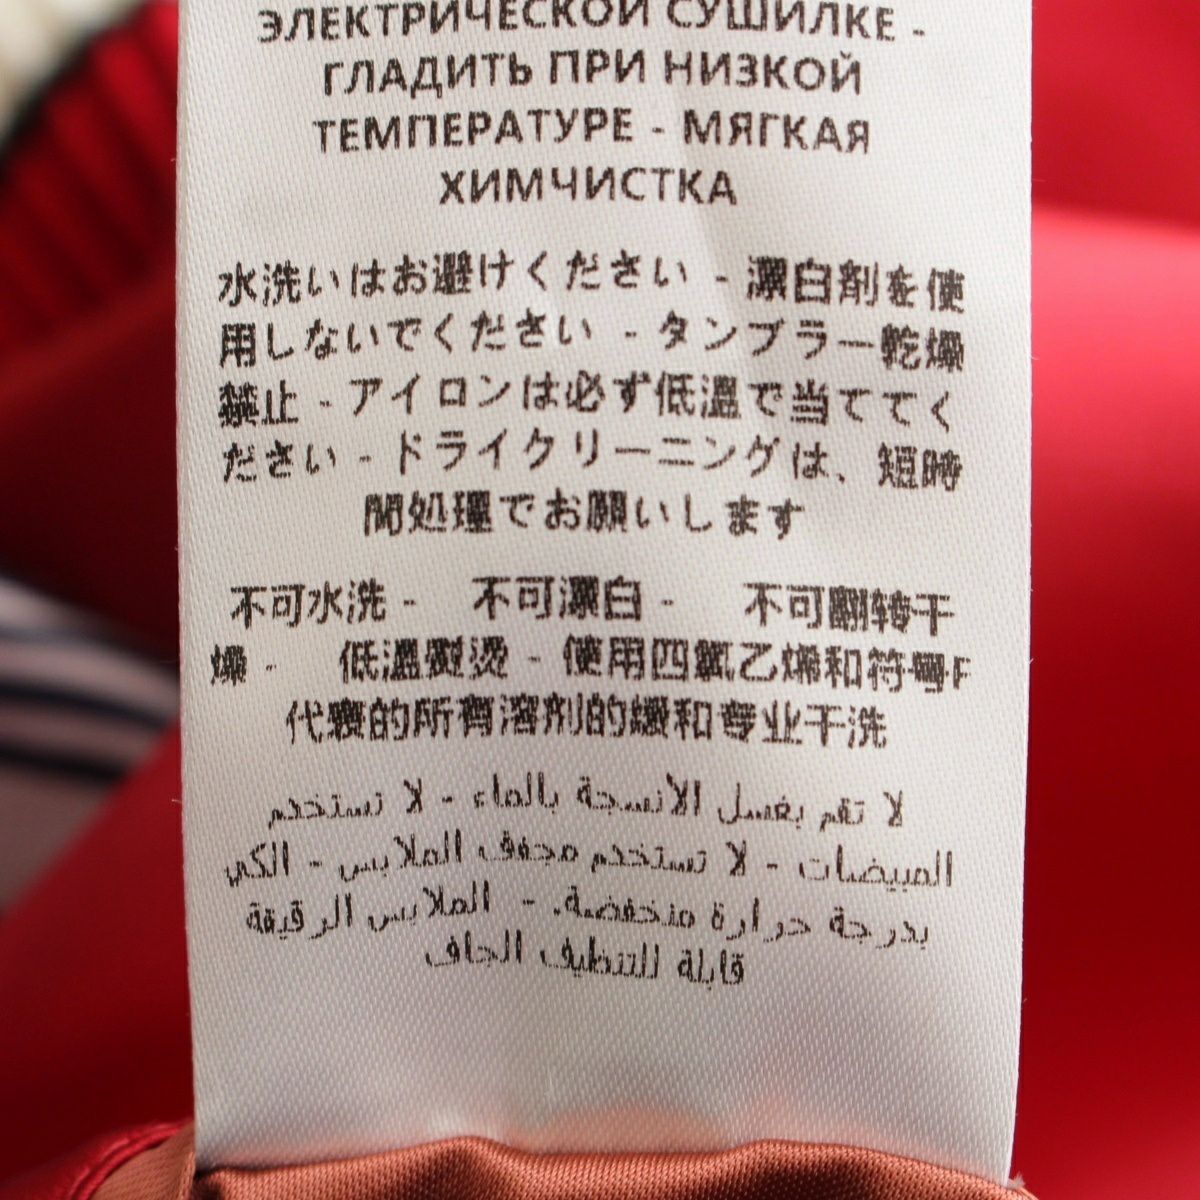 ЭЛЕКТРИЧЕСКОЙ СУШИЛКЕ -
ГЛАДИТЬ ПРИ НИЗКОЙ
ТЕМПЕРАТУРЕ - МЯГКАЯ
ХИМЧИСТКА
水洗いはお避けください - 漂白剤を使
用しないでください - タンブラー乾燥
禁止 - アイロンは必ず低温で当ててく
ださい - ドライクリーニングは、短時
間処理でお願いします
不可水洗 - 不可漂白 - 不可翻转干
燥 - 低温熨烫 - 使用四氯乙烯和符号F
代表的所有溶剂的缓和专业干洗
لا تقم بغسل الأنسجة بالماء - لا تستخدم
المبيضات - لا تستخدم مجفف الملابس - الكي
بدرجة حرارة منخفضة. - الملابس الرقيقة
قابلة للتنظيف الجاف